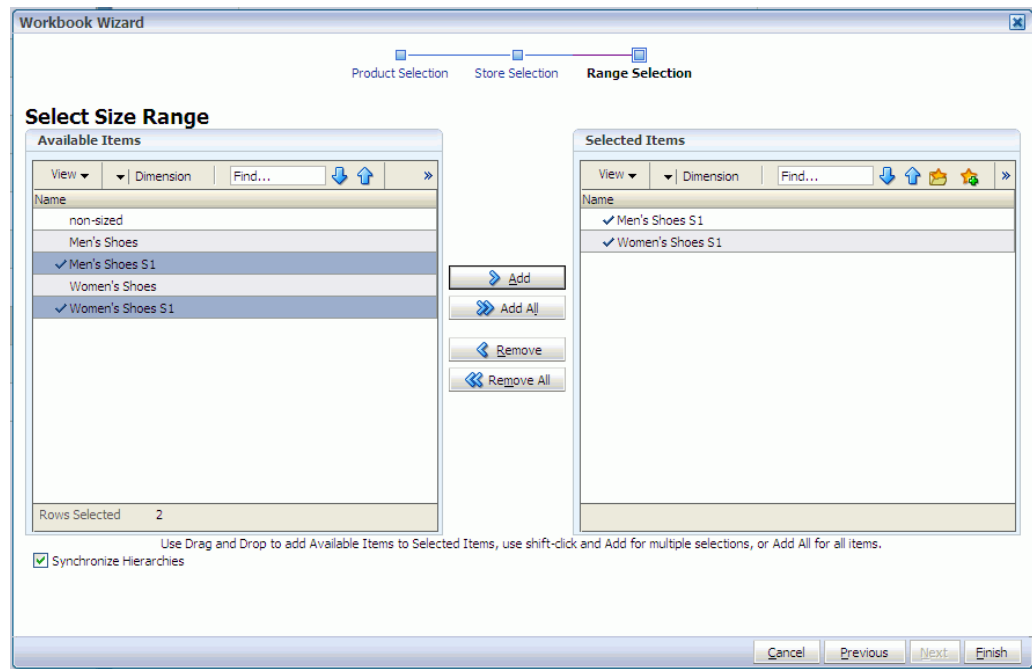 Workbook Wizard
Product Selection Store Selection Range Selection
Select Size Range
Available Items
View Dimension Find... »
Name
non-sized
Men's Shoes
Men's Shoes S1
Women's Shoes
Women's Shoes S1
Rows Selected 2
Add
Add All
Remove
Remove All
Selected Items
View Dimension Find... »
Name
Men's Shoes S1
Women's Shoes S1
Use Drag and Drop to add Available Items to Selected Items, use shift-click and Add for multiple selections, or Add All for all items.
Synchronize Hierarchies
Cancel Previous Next Finish